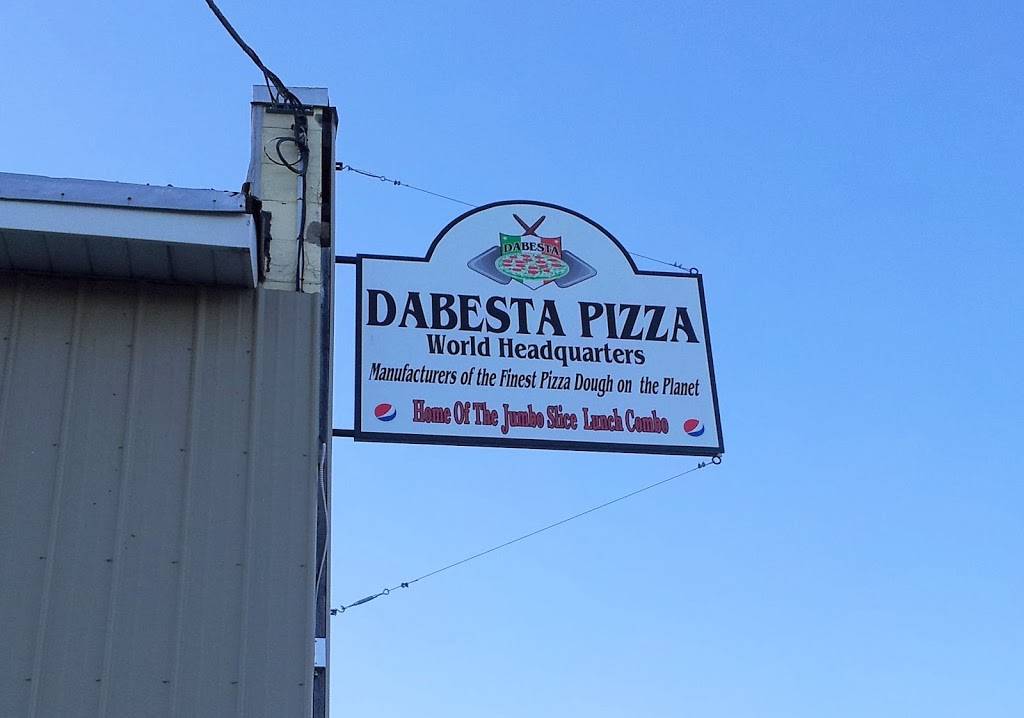 DABESTA
DABESTA PIZZA
World Headquarters
Manufacturers of the Finest Pizza Dough on the Planet
Home Of The Jumbo Slice Lunch Combo